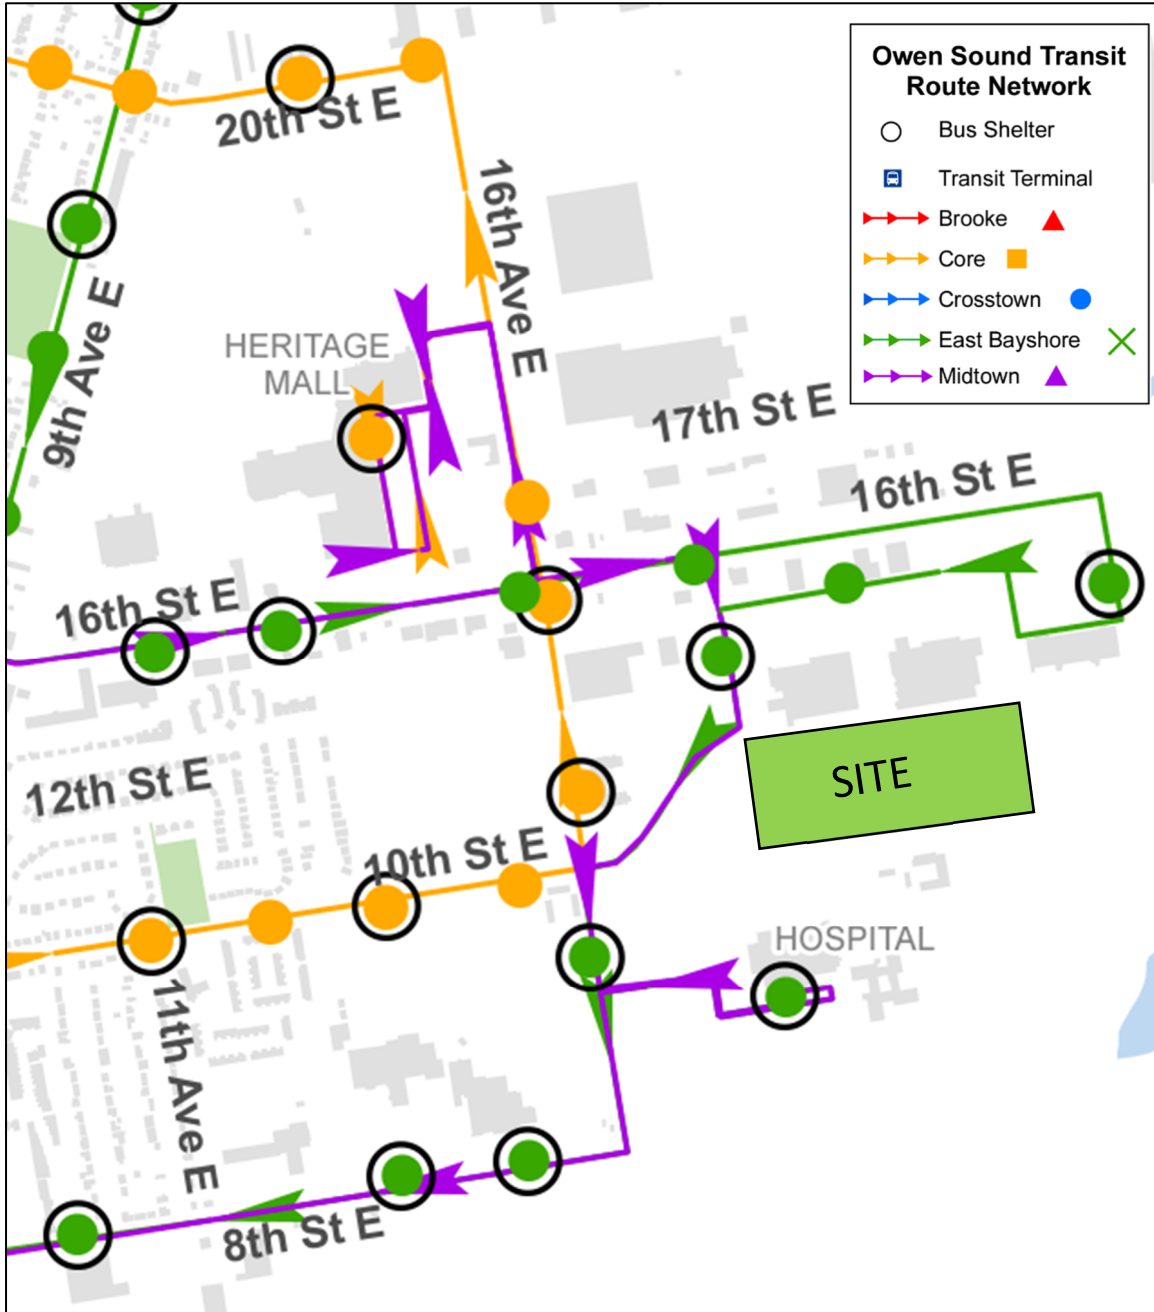 Owen Sound Transit
Route Network
Bus Shelter
Transit Terminal
Brooke
Core
Crosstown
East Bayshore
Midtown
20th St E
16th Ave E
9th Ave E
HERITAGE
MALL
17th St E
16th St E
16th St E
12th St E
SITE
10th St E
HOSPITAL
11th Ave E
8th St E